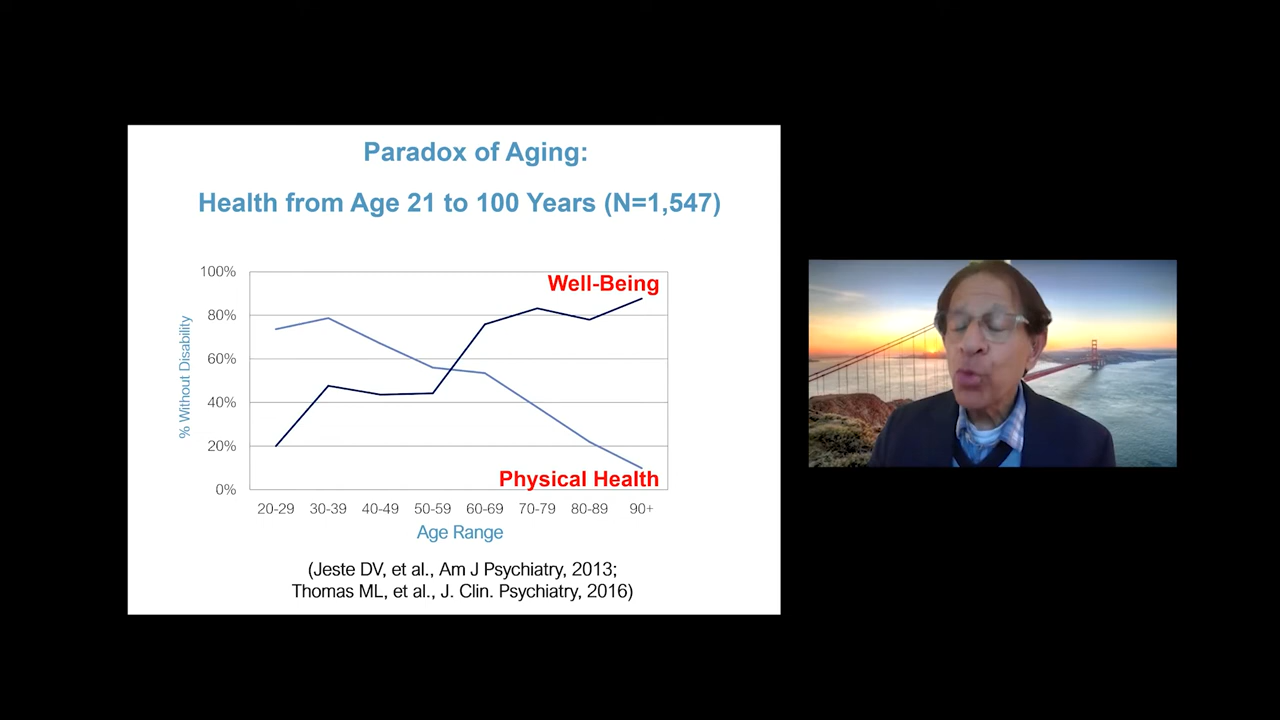 Paradox of Aging:
Health from Age 21 to 100 Years (N=1,547)
100%
80%
60%
40%
20%
0%
% Without Disability
Well-Being
Physical Health
20-29 30-39 40-49 50-59 60-69 70-79 80-89 90+
Age Range
(Jeste DV, et al., Am J Psychiatry, 2013;
Thomas ML, et al., J. Clin. Psychiatry, 2016)